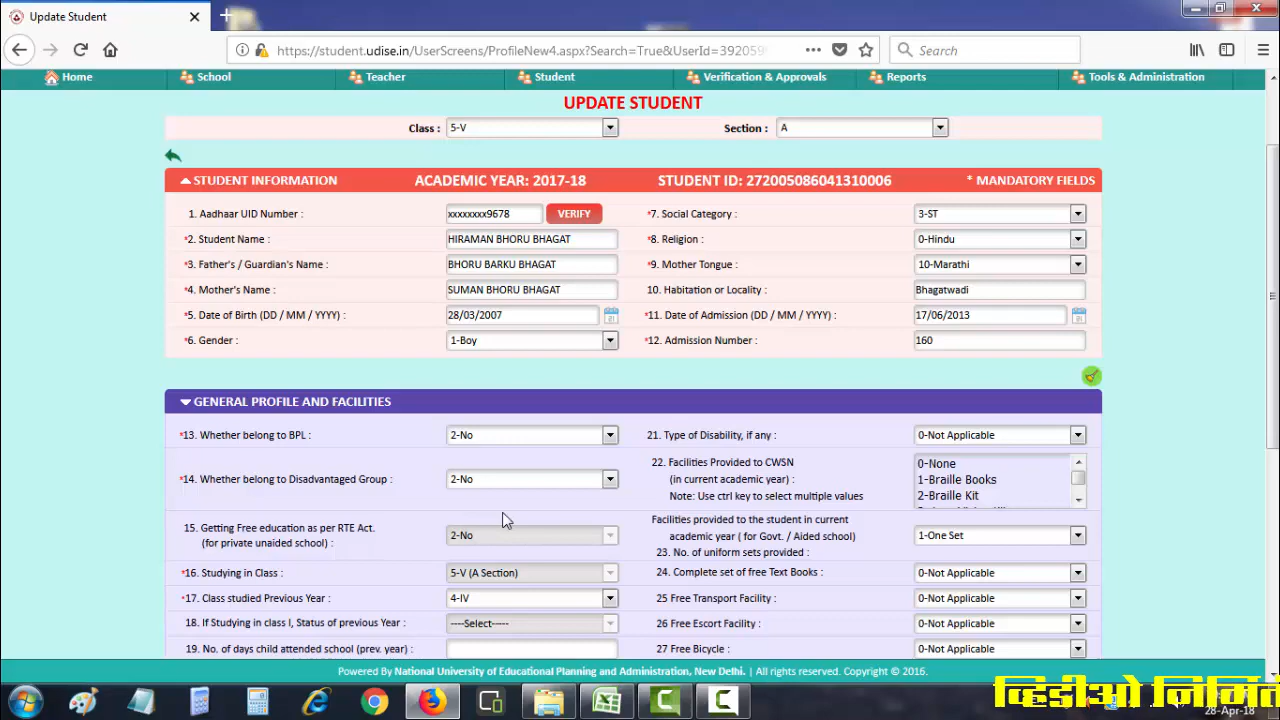 Update Student
https://student.udise.in/UserScreens/ProfileNew4.aspx?Search=True&UserId=392059
Search
Home School Teacher Student Verification & Approvals Reports Tools & Administration
UPDATE STUDENT
Class : 5-V Section : A
STUDENT INFORMATION ACADEMIC YEAR: 2017-18 STUDENT ID: 272005086041310006 * MANDATORY FIELDS
1. Aadhaar UID Number : xxxxxxxx9678 VERIFY *7. Social Category : 3-ST
*2. Student Name : HIRAMAN BHORU BHAGAT *8. Religion : 0-Hindu
*3. Father's / Guardian's Name : BHORU BARKU BHAGAT *9. Mother Tongue : 10-Marathi
*4. Mother's Name : SUMAN BHORU BHAGAT 10. Habitation or Locality : Bhagatwadi
*5. Date of Birth (DD / MM / YYYY) : 28/03/2007 *11. Date of Admission (DD / MM / YYYY) : 17/06/2013
*6. Gender : 1-Boy *12. Admission Number : 160
GENERAL PROFILE AND FACILITIES
*13. Whether belong to BPL : 2-No 21. Type of Disability, if any : 0-Not Applicable
*14. Whether belong to Disadvantaged Group : 2-No 22. Facilities Provided to CWSN
(in current academic year) :
Note: Use ctrl key to select multiple values
0-None
1-Braille Books
2-Braille Kit
15. Getting Free education as per RTE Act.
(for private unaided school) : 2-No
Facilities provided to the student in current
academic year ( for Govt. / Aided school)
23. No. of uniform sets provided : 1-One Set
*16. Studying in Class : 5-V (A Section) 24. Complete set of free Text Books : 0-Not Applicable
*17. Class studied Previous Year : 4-IV 25 Free Transport Facility : 0-Not Applicable
18. If Studying in class I, Status of previous Year : ----Select----- 26 Free Escort Facility : 0-Not Applicable
19. No. of days child attended school (prev. year) : 27 Free Bicycle : 0-Not Applicable
Powered By National University of Educational Planning and Administration, New Delhi. | All rights reserved. Copyright © 2016.
व्हिडीओ निमित
28-Apr-18